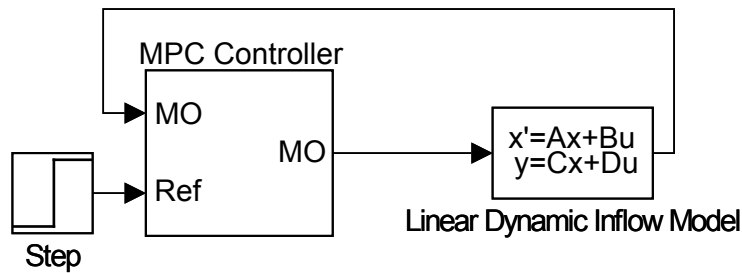 MPC Controller
MO
MO
Ref
x'=Ax+Bu
y=Cx+Du
Linear Dynamic Inflow Model
Step